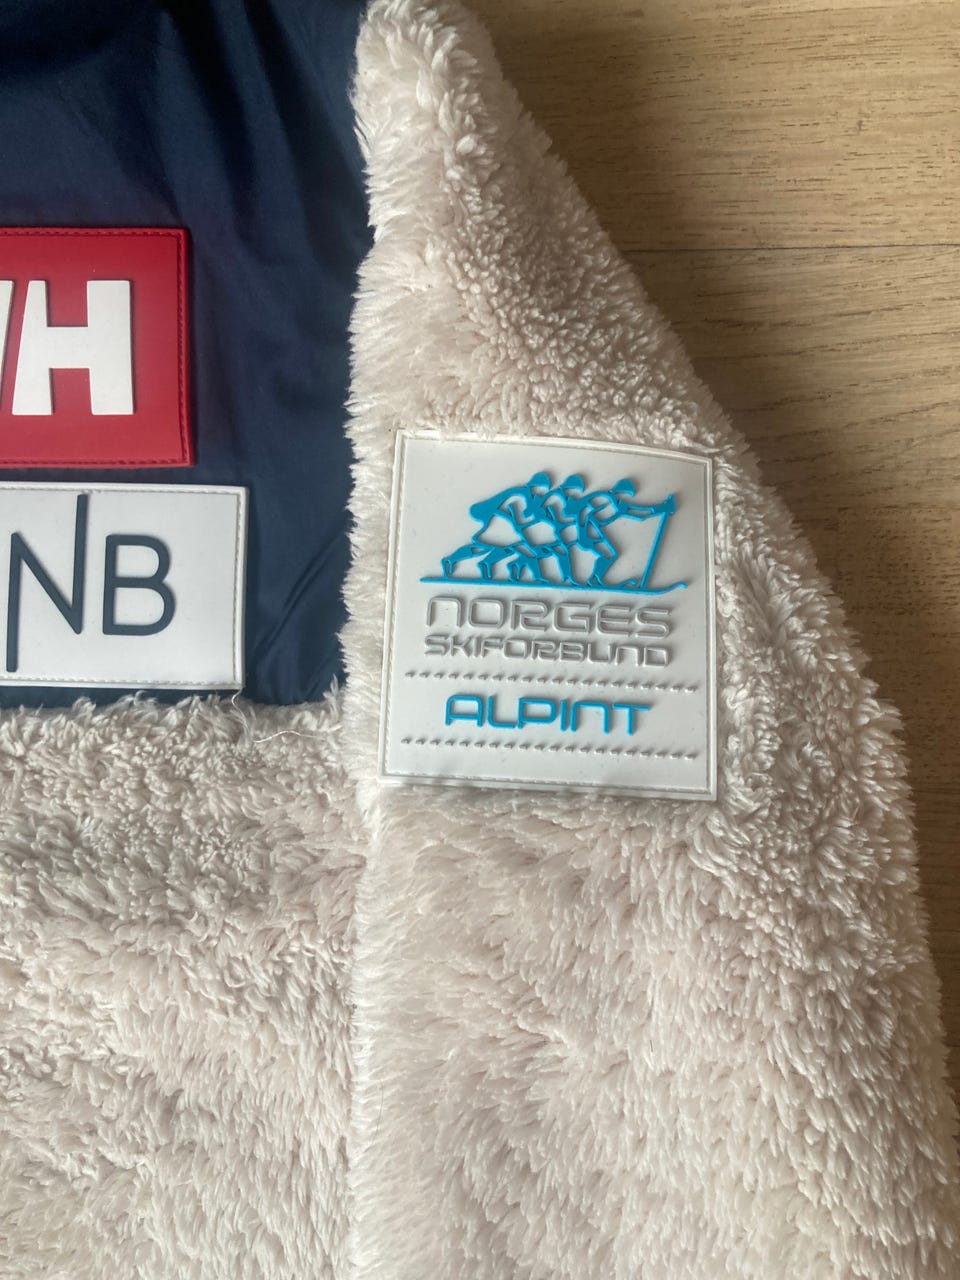 H
NB
NORGES
SKIFORBUND
ALPINT